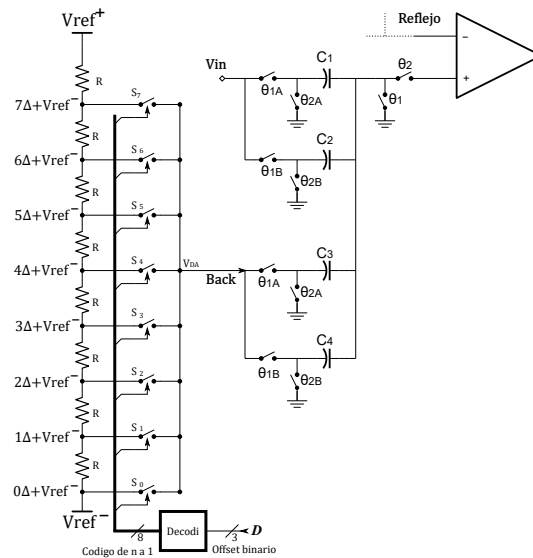 Vref⁺
R
7Δ+Vref⁻
S₇
R
6Δ+Vref⁻
S₆
R
5Δ+Vref⁻
S₅
R
4Δ+Vref⁻
S₄
R
3Δ+Vref⁻
S₃
R
2Δ+Vref⁻
S₂
R
1Δ+Vref⁻
S₁
R
0Δ+Vref⁻
S₀
Vref⁻
8
Codigo de n a 1
Decodi
3
D
Offset binario
V_DA
Back
Vin
θ1A
θ2A
C1
θ1B
θ2B
C2
θ1A
θ2A
C3
θ1B
θ2B
C4
θ1
θ2
Reflejo
−
+